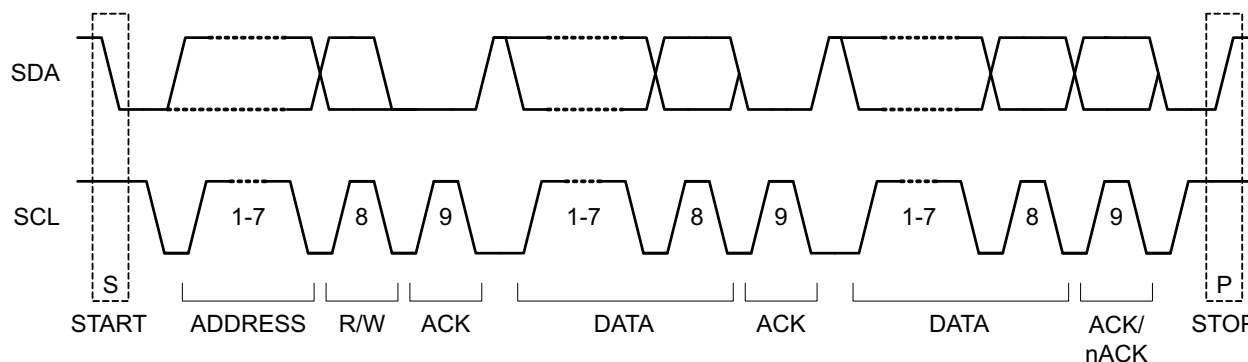 SDA
SCL
1-7
8
9
1-7
8
9
1-7
8
9
S
P
START
ADDRESS
R/W
ACK
DATA
ACK
DATA
ACK/
nACK
STOP